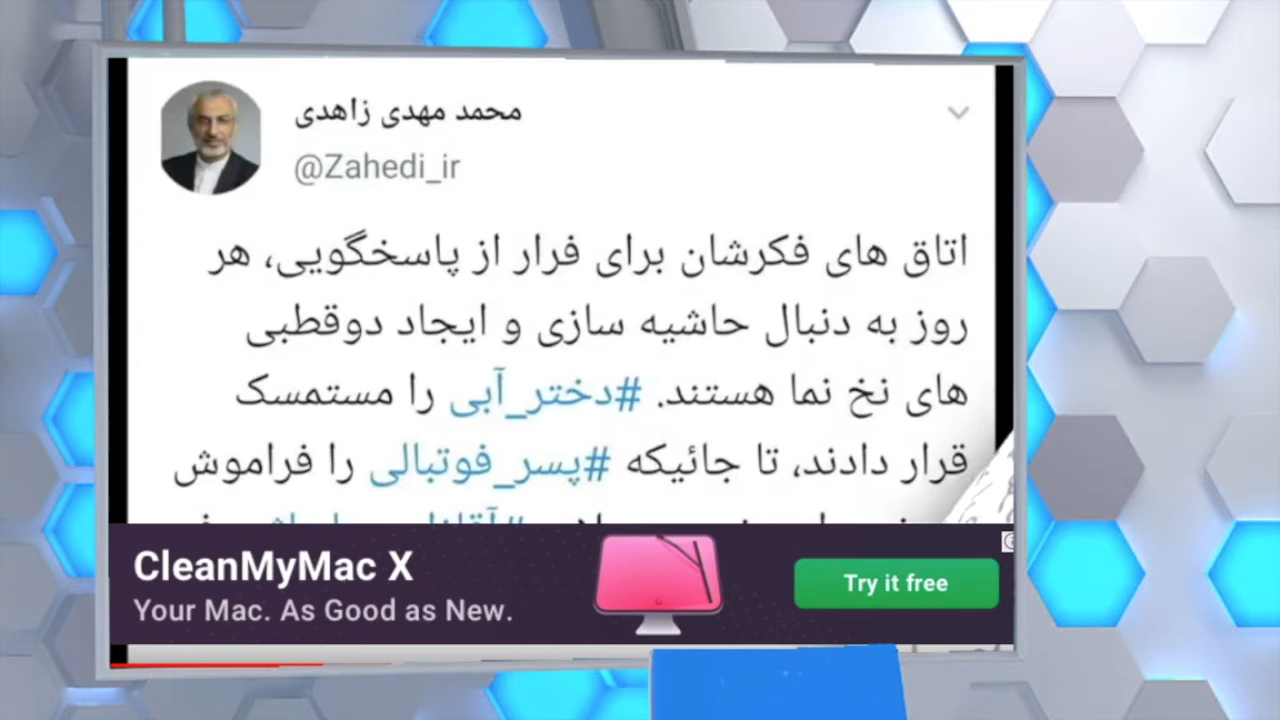 محمد مهدی زاهدی
@Zahedi_ir
اتاق های فکرشان برای فرار از پاسخگویی، هر
روز به دنبال حاشیه سازی و ایجاد دوقطبی
های نخ نما هستند. #دختر_آبی را مستمسک
قرار دادند، تا جائیکه #پسر_فوتبالی را فراموش
CleanMyMac X
Your Mac. As Good as New.
Try it free